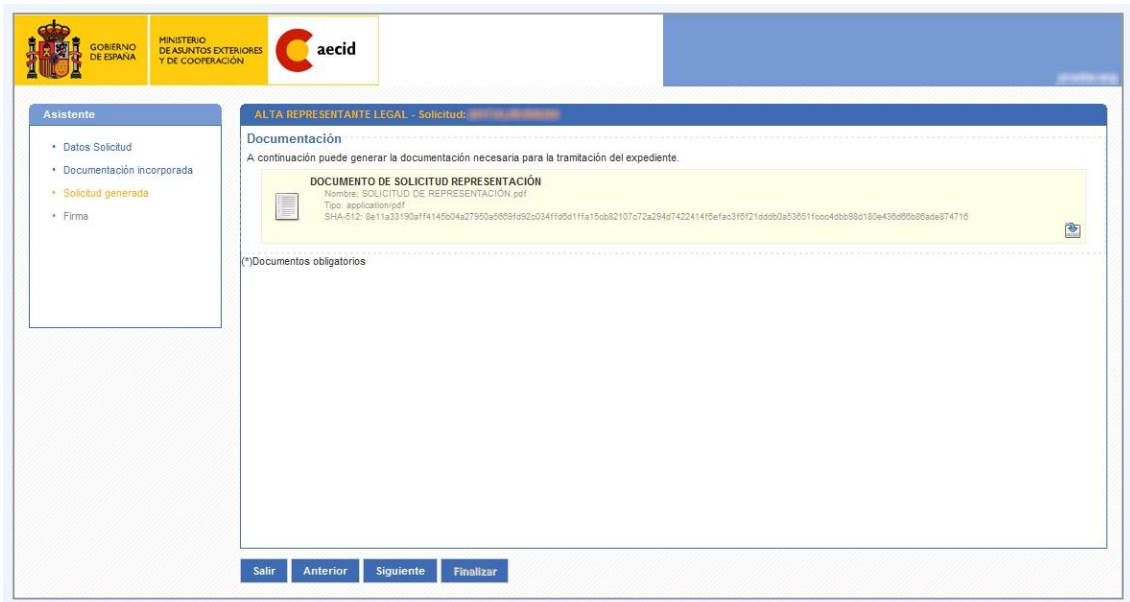 GOBIERNO
DE ESPAÑA
MINISTERIO
DE ASUNTOS EXTERIORES
Y DE COOPERACIÓN
aecid
Asistente
Datos Solicitud
Documentación incorporada
Solicitud generada
Firma
ALTA REPRESENTANTE LEGAL - Solicitud:
Documentación
A continuación puede generar la documentación necesaria para la tramitación del expediente.
DOCUMENTO DE SOLICITUD REPRESENTACIÓN
Nombre: SOLICITUD DE REPRESENTACIÓN.pdf
Tipo: application/pdf
SHA-512:
(*)Documentos obligatorios
Salir
Anterior
Siguiente
Finalizar